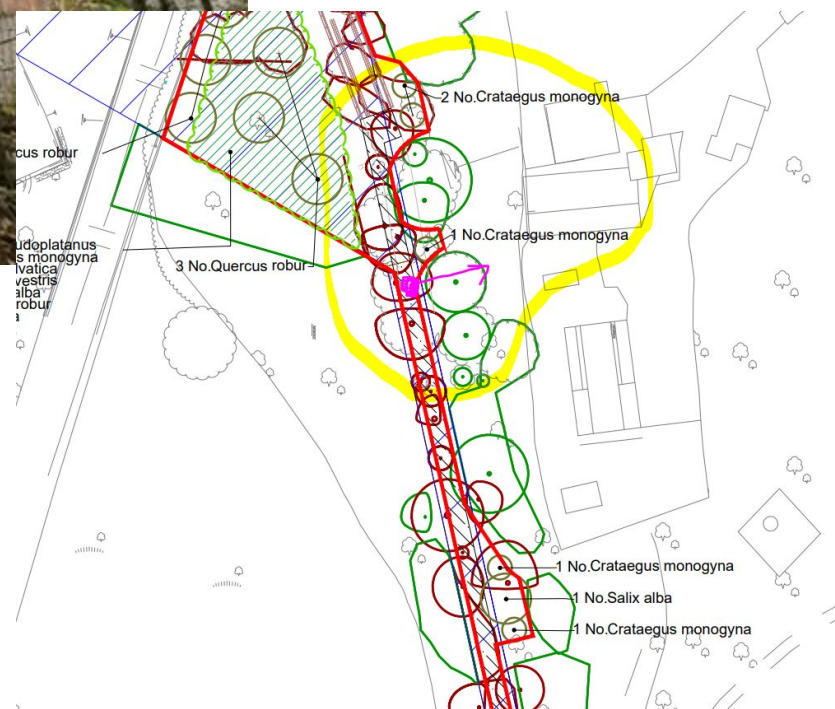 2 No.Crataegus monogyna
cus robur
1 No.Crataegus monogyna
udoplatanus
s monogyna
lvatica
vestris
alba
robur
a
3 No.Quercus robur
1 No.Crataegus monogyna
1 No.Salix alba
1 No.Crataegus monogyna